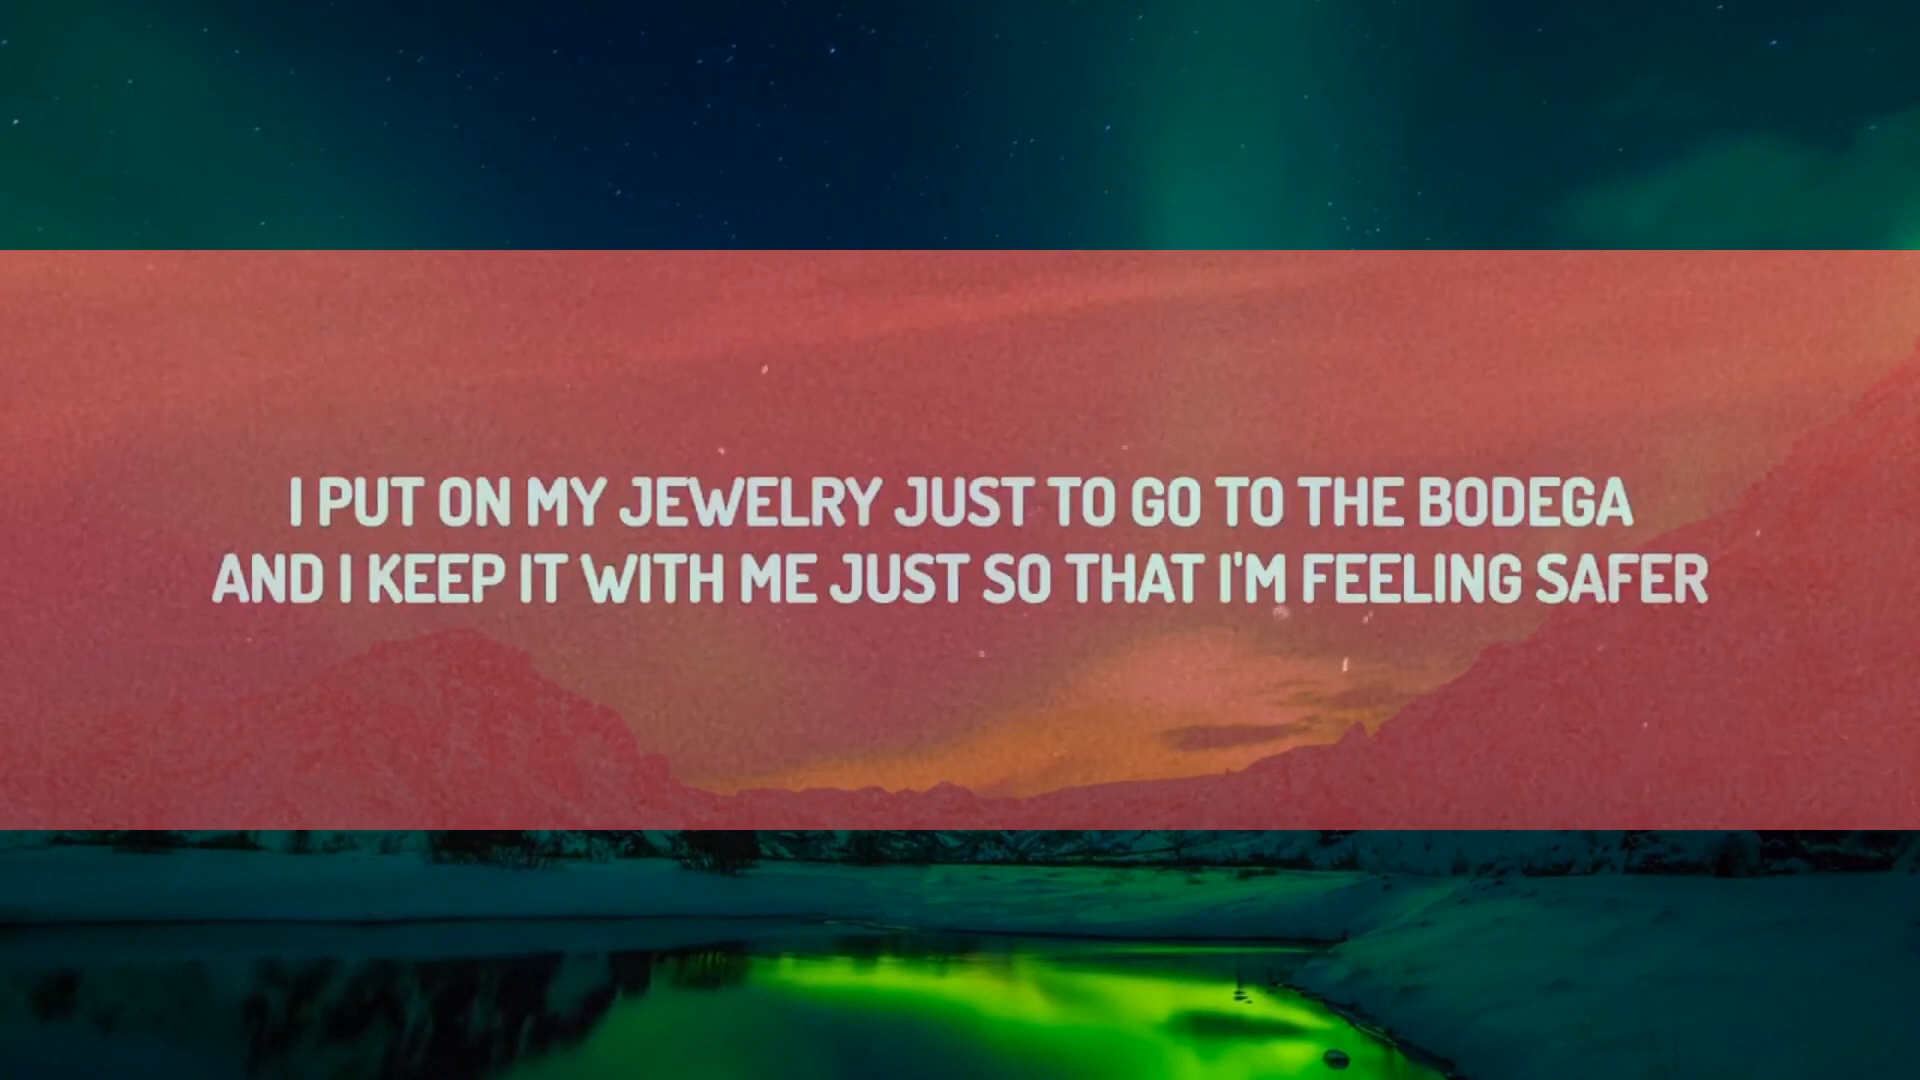 I PUT ON MY JEWELRY JUST TO GO TO THE BODEGA
AND I KEEP IT WITH ME JUST SO THAT I'M FEELING SAFER